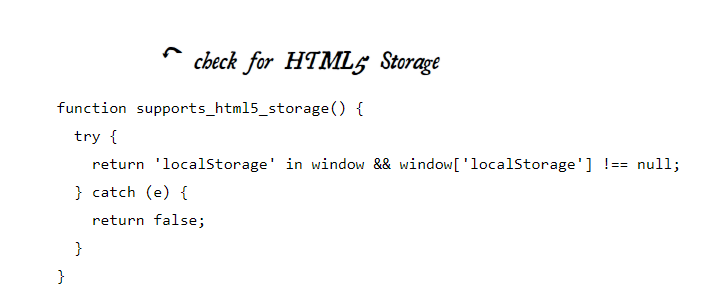 check for HTML5 Storage
function supports_html5_storage() {
  try {
    return 'localStorage' in window && window['localStorage'] !== null;
  } catch (e) {
    return false;
  }
}